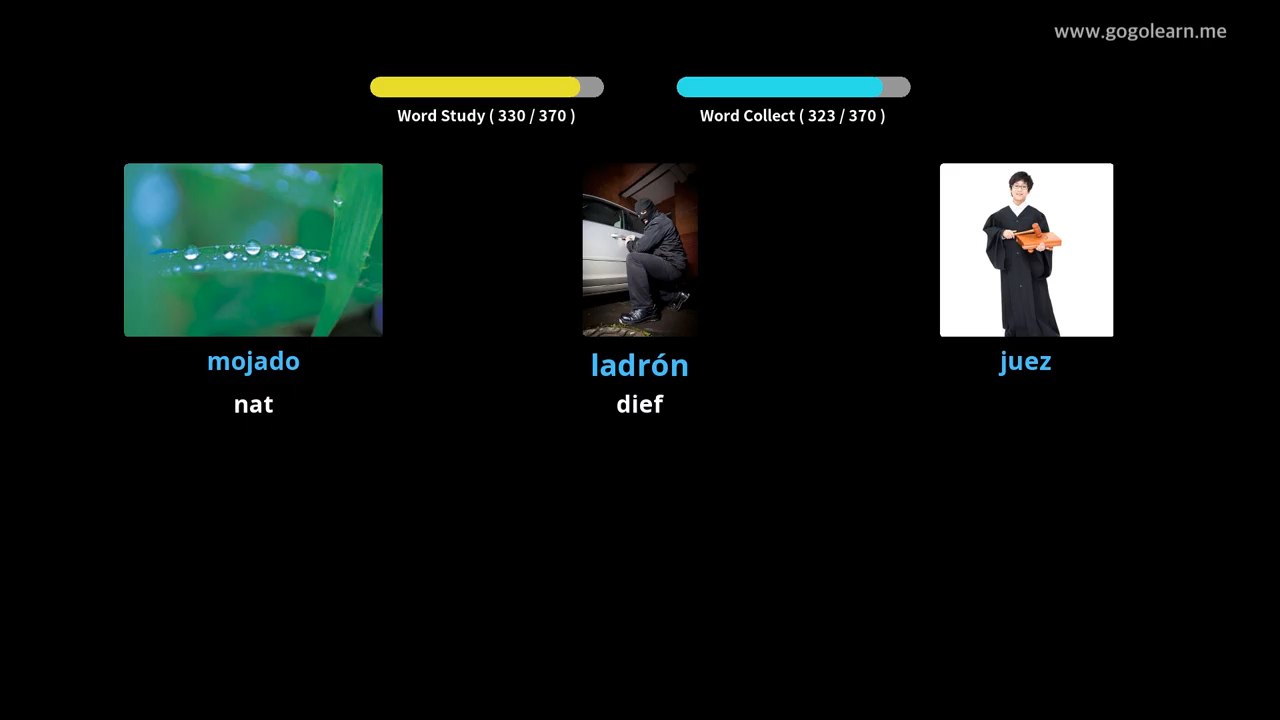 www.gogolearn.me
Word Study ( 330 / 370 )
Word Collect ( 323 / 370 )
mojado
ladrón
juez
nat
dief